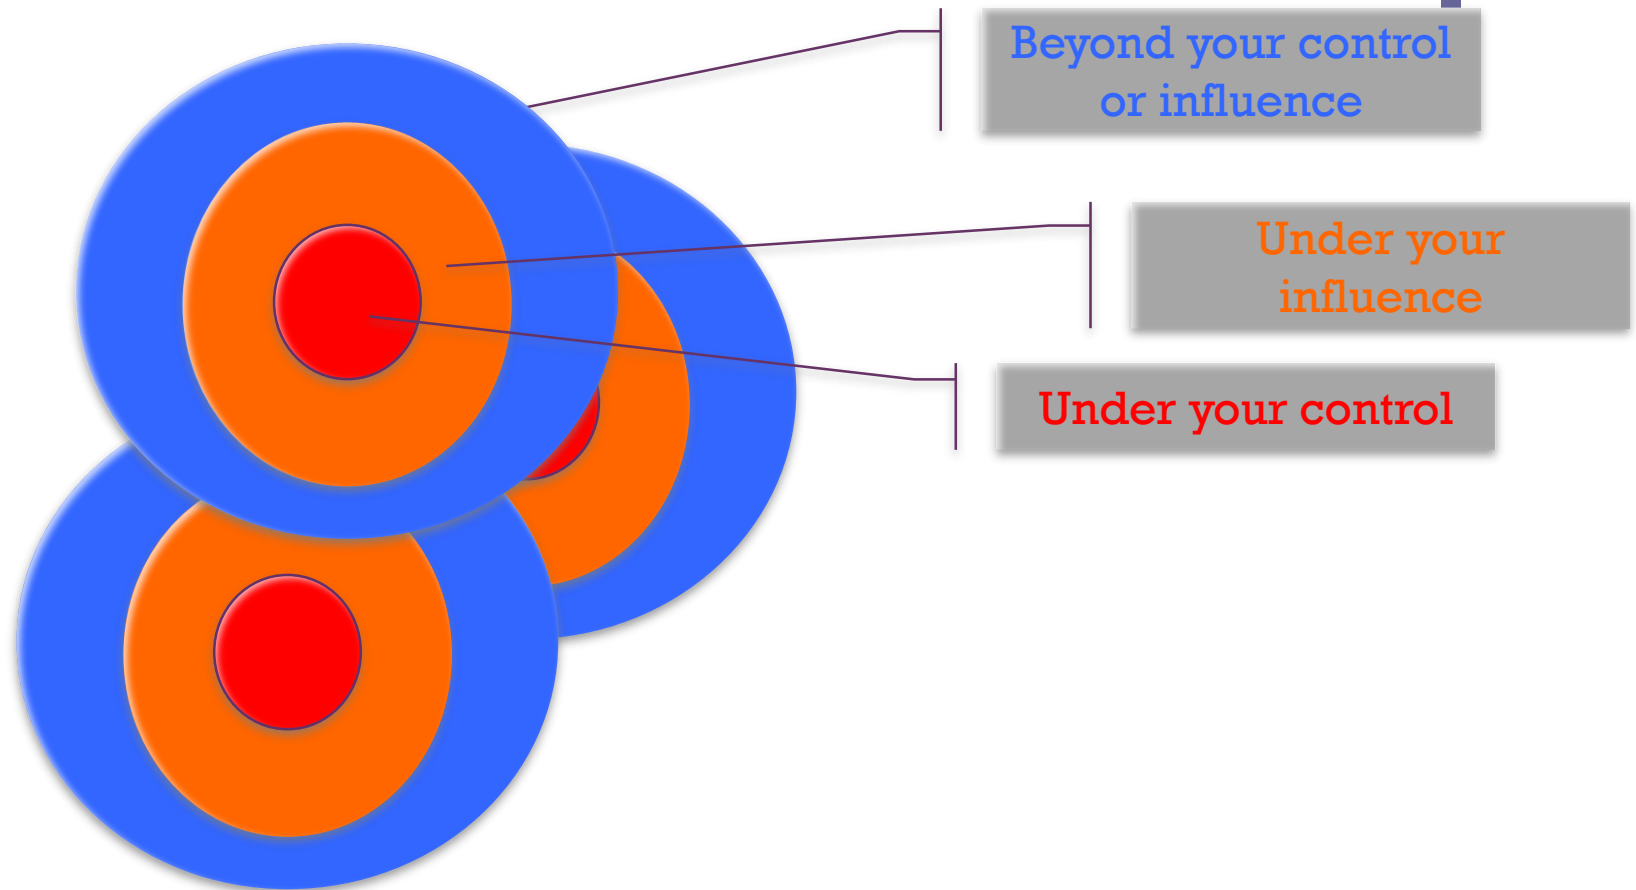 Beyond your control
or influence
Under your
influence
Under your control